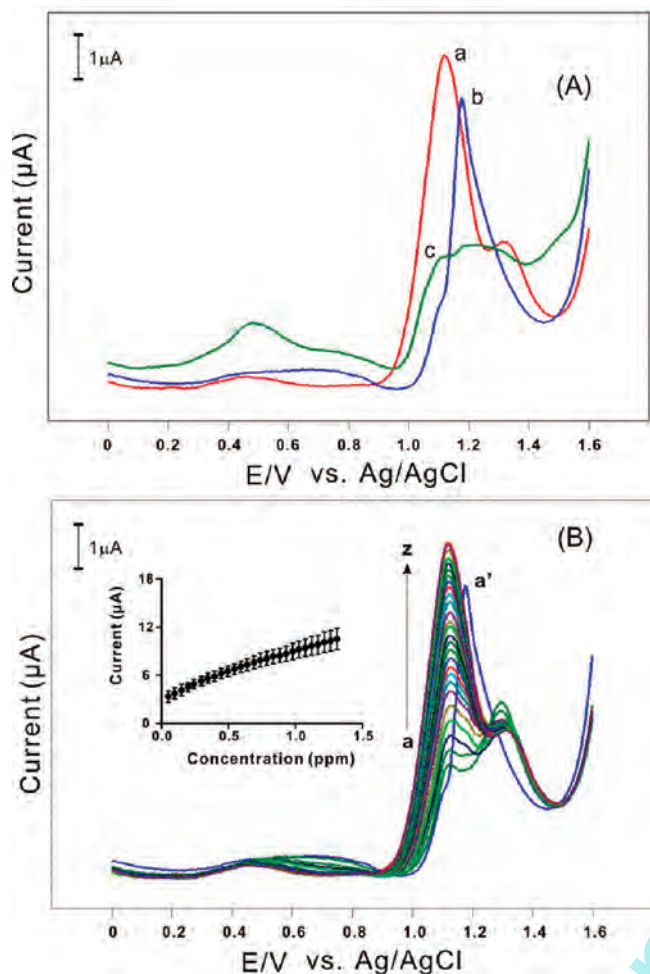 1μA
a
b
(A)
c
Current (μA)
0 0.2 0.4 0.6 0.8 1.0 1.2 1.4 1.6
E/V vs. Ag/AgCl
1μA
z
(B)
a'
18
12
6
0
Current (μA)
0.0 0.5 1.0 1.5
Concentration (ppm)
a
Current (μA)
0 0.2 0.4 0.6 0.8 1.0 1.2 1.4 1.6
E/V vs. Ag/AgCl